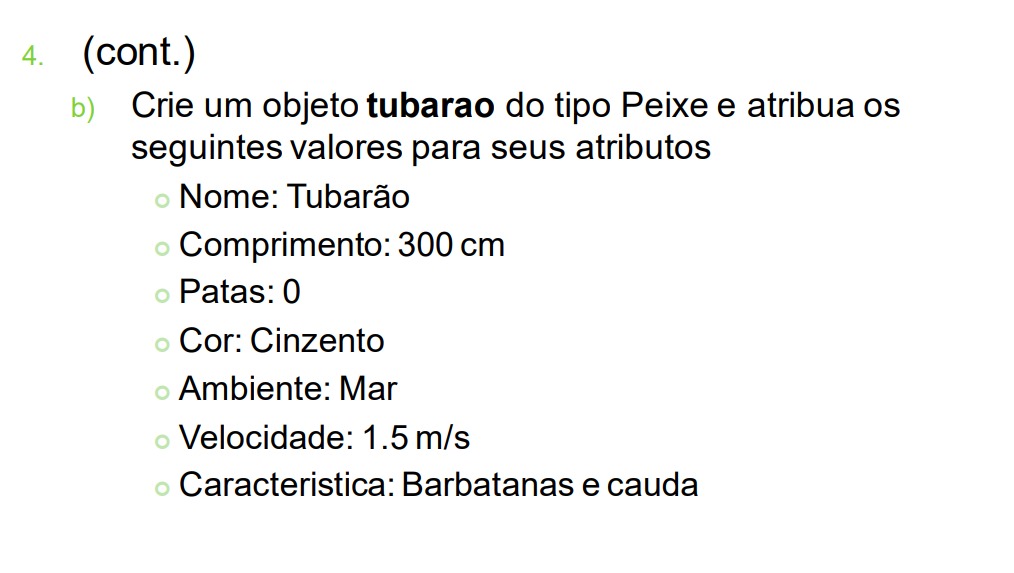 4. (cont.)
b) Crie um objeto tubarao do tipo Peixe e atribua os
seguintes valores para seus atributos
Nome: Tubarão
Comprimento: 300 cm
Patas: 0
Cor: Cinzento
Ambiente: Mar
Velocidade: 1.5 m/s
Caracteristica: Barbatanas e cauda